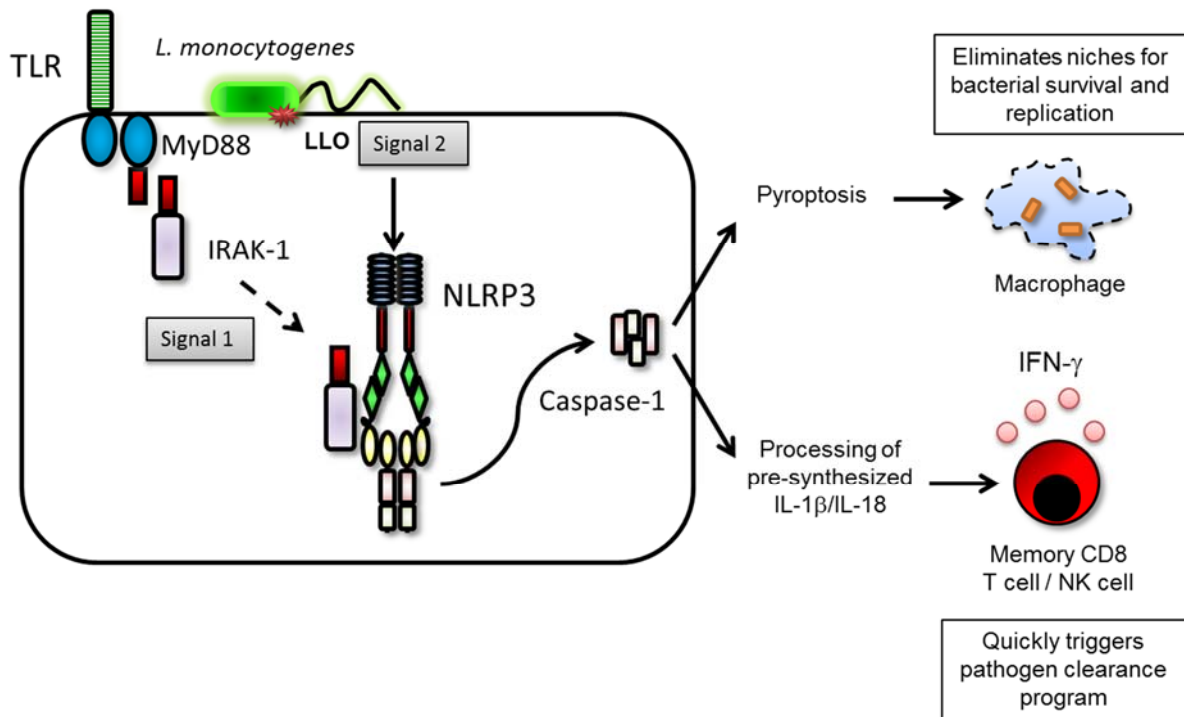 L. monocytogenes
TLR
MyD88
LLO
Signal 2
IRAK-1
NLRP3
Signal 1
Caspase-1
Pyroptosis
Eliminates niches for
bacterial survival and
replication
Macrophage
Processing of
pre-synthesized
IL-1β/IL-18
IFN-γ
Memory CD8
T cell / NK cell
Quickly triggers
pathogen clearance
program